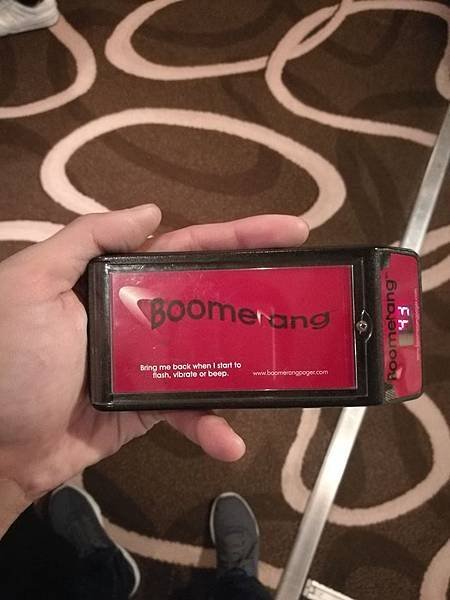 Boomerang
Bring me back when I start to
flash, vibrate or beep.
www.boomerangpager.com
Boomerang